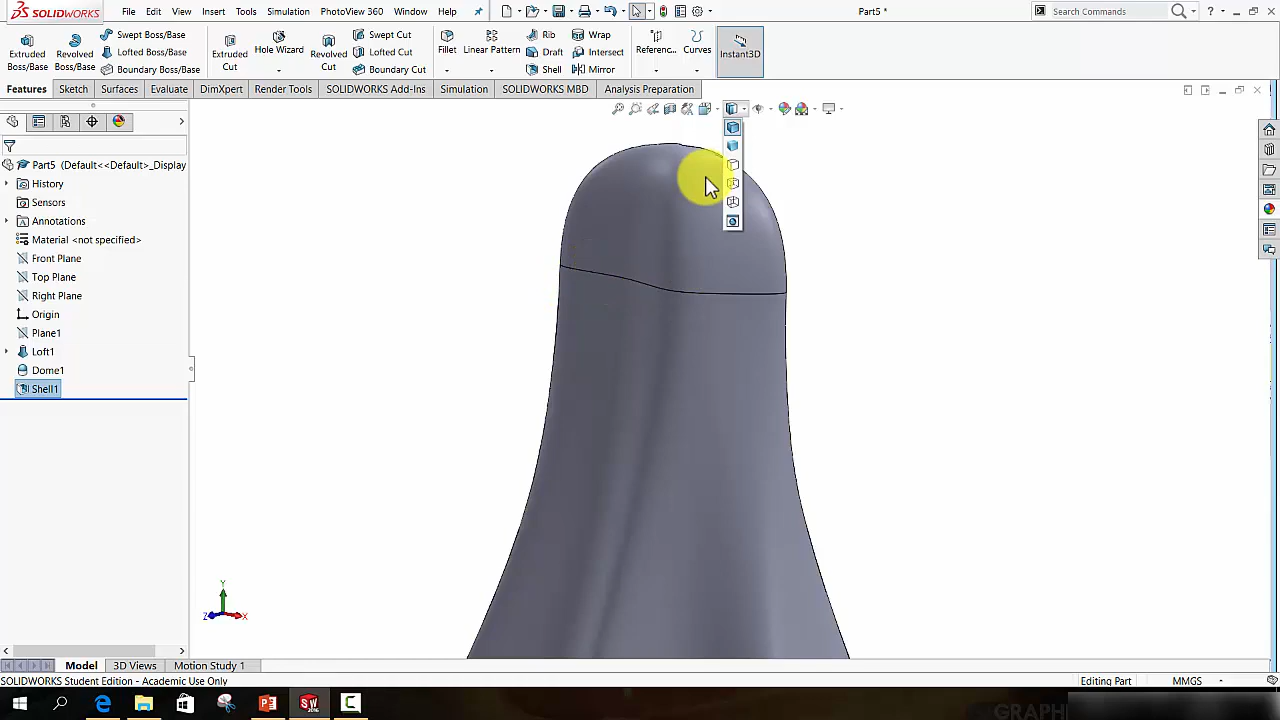 SOLIDWORKS File Edit View Insert Tools Simulation PhotoView 360 Window Help Part5 * Search Commands ?
Extruded Boss/Base Revolved Boss/Base Swept Boss/Base Lofted Boss/Base Boundary Boss/Base Extruded Cut Hole Wizard Revolved Cut Swept Cut Lofted Cut Boundary Cut Fillet Linear Pattern Rib Draft Shell Wrap Intersect Mirror Referenc... Curves Instant3D
Features Sketch Surfaces Evaluate DimXpert Render Tools SOLIDWORKS Add-Ins Simulation SOLIDWORKS MBD Analysis Preparation
Part5 (Default<<Default>_Display
History
Sensors
Annotations
Material <not specified>
Front Plane
Top Plane
Right Plane
Origin
Plane1
Loft1
Dome1
Shell1
Y
Z X
Model 3D Views Motion Study 1
SOLIDWORKS Student Edition - Academic Use Only Editing Part MMGS